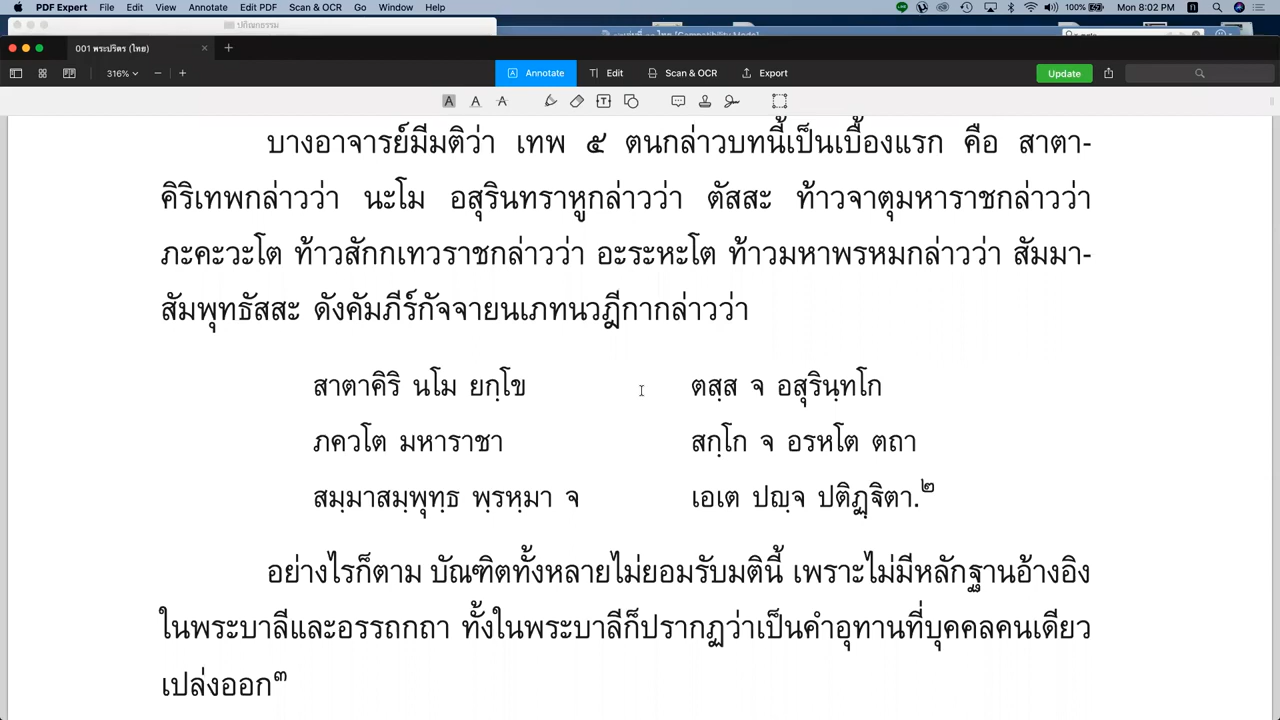 PDF Expert File Edit View Annotate Edit PDF Scan & OCR Go Window Help 100% Mon 8:02 PM
ปกิณกธรรม
001 พระปริตร (ไทย)
316% Annotate Edit Scan & OCR Export Update
บางอาจารย์มีมติว่า เทพ ๕ ตนกล่าวบทนี้เป็นเบื้องแรก คือ สาตา-
คิริเทพกล่าวว่า นะโม อสุรินทราหูกล่าวว่า ตัสสะ ท้าวจาตุมหาราชกล่าวว่า
ภะคะวะโต ท้าวสักกเทวราชกล่าวว่า อะระหะโต ท้าวมหาพรหมกล่าวว่า สัมมา-
สัมพุทธัสสะ ดังคัมภีร์กัจจายนเภทนวฎีกากล่าวว่า
สาตาคิริ นโม ยกฺโข ตสฺส จ อสุรินฺทโก
ภควโต มหาราชา สกฺโก จ อรหโต ตถา
สมฺมาสมฺพุทฺธ พฺรหฺมา จ เอเต ปญฺจ ปติฏฺฐิตา.๒
อย่างไรก็ตาม บัณฑิตทั้งหลายไม่ยอมรับมตินี้ เพราะไม่มีหลักฐานอ้างอิง
ในพระบาลีและอรรถกถา ทั้งในพระบาลีก็ปรากฏว่าเป็นคำอุทานที่บุคคลคนเดียว
เปล่งออก๓